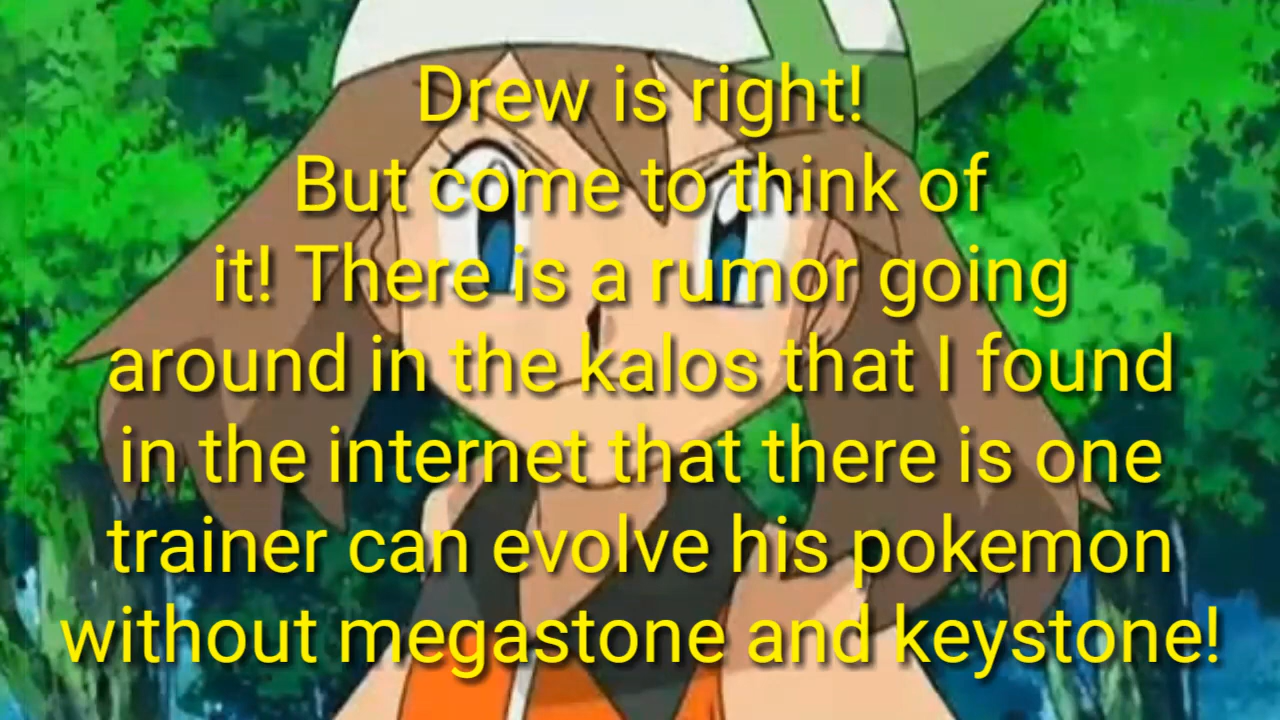 Drew is right!
But come to think of
it! There is a rumor going
around in the kalos that I found
in the internet that there is one
trainer can evolve his pokemon
without megastone and keystone!